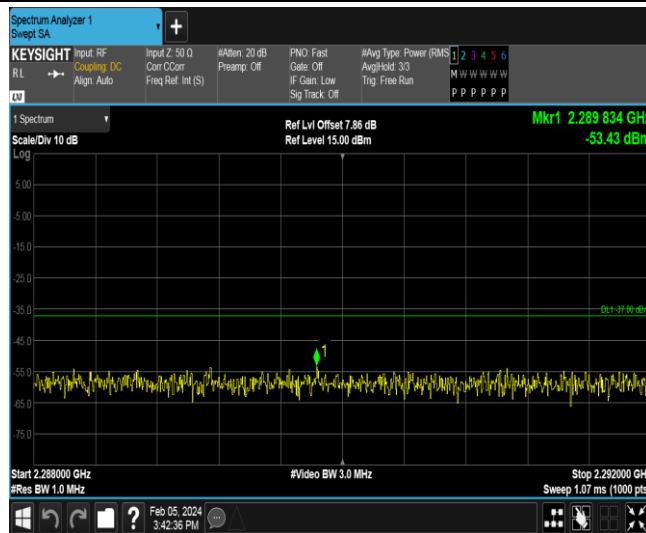 Spectrum Analyzer 1
Swept SA
+
KEYSIGHT
RL
Input: RF
Coupling: DC
Align: Auto
Input Z: 50 Ω
Corr CCorr
Freq Ref: Int (S)
#Atten: 20 dB
Preamp: Off
PNO: Fast
Gate: Off
IF Gain: Low
Sig Track: Off
#Avg Type: Power (RMS
Avg|Hold: 3/3
Trig: Free Run
1 2 3 4 5 6
M W W W W W
P P P P P P
LXI
1 Spectrum
Scale/Div 10 dB
Ref Lvl Offset 7.86 dB
Ref Level 15.00 dBm
Mkr1 2.289 834 GHz
-53.43 dBm
Log
5.00
-5.00
-15.0
-25.0
-35.0
DL1 -37.00 dBm
-45.0
1
-55.0
-65.0
-75.0
Start 2.288000 GHz
#Res BW 1.0 MHz
#Video BW 3.0 MHz
Stop 2.292000 GHz
Sweep 1.07 ms (1000 pts
?
Feb 05, 2024
3:42:36 PM